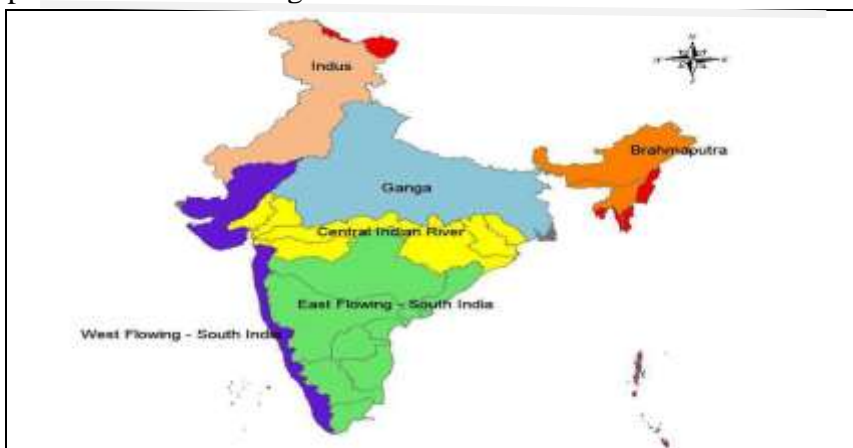 Indus
Brahmaputra
Ganga
Central Indian River
East Flowing - South India
West Flowing - South India